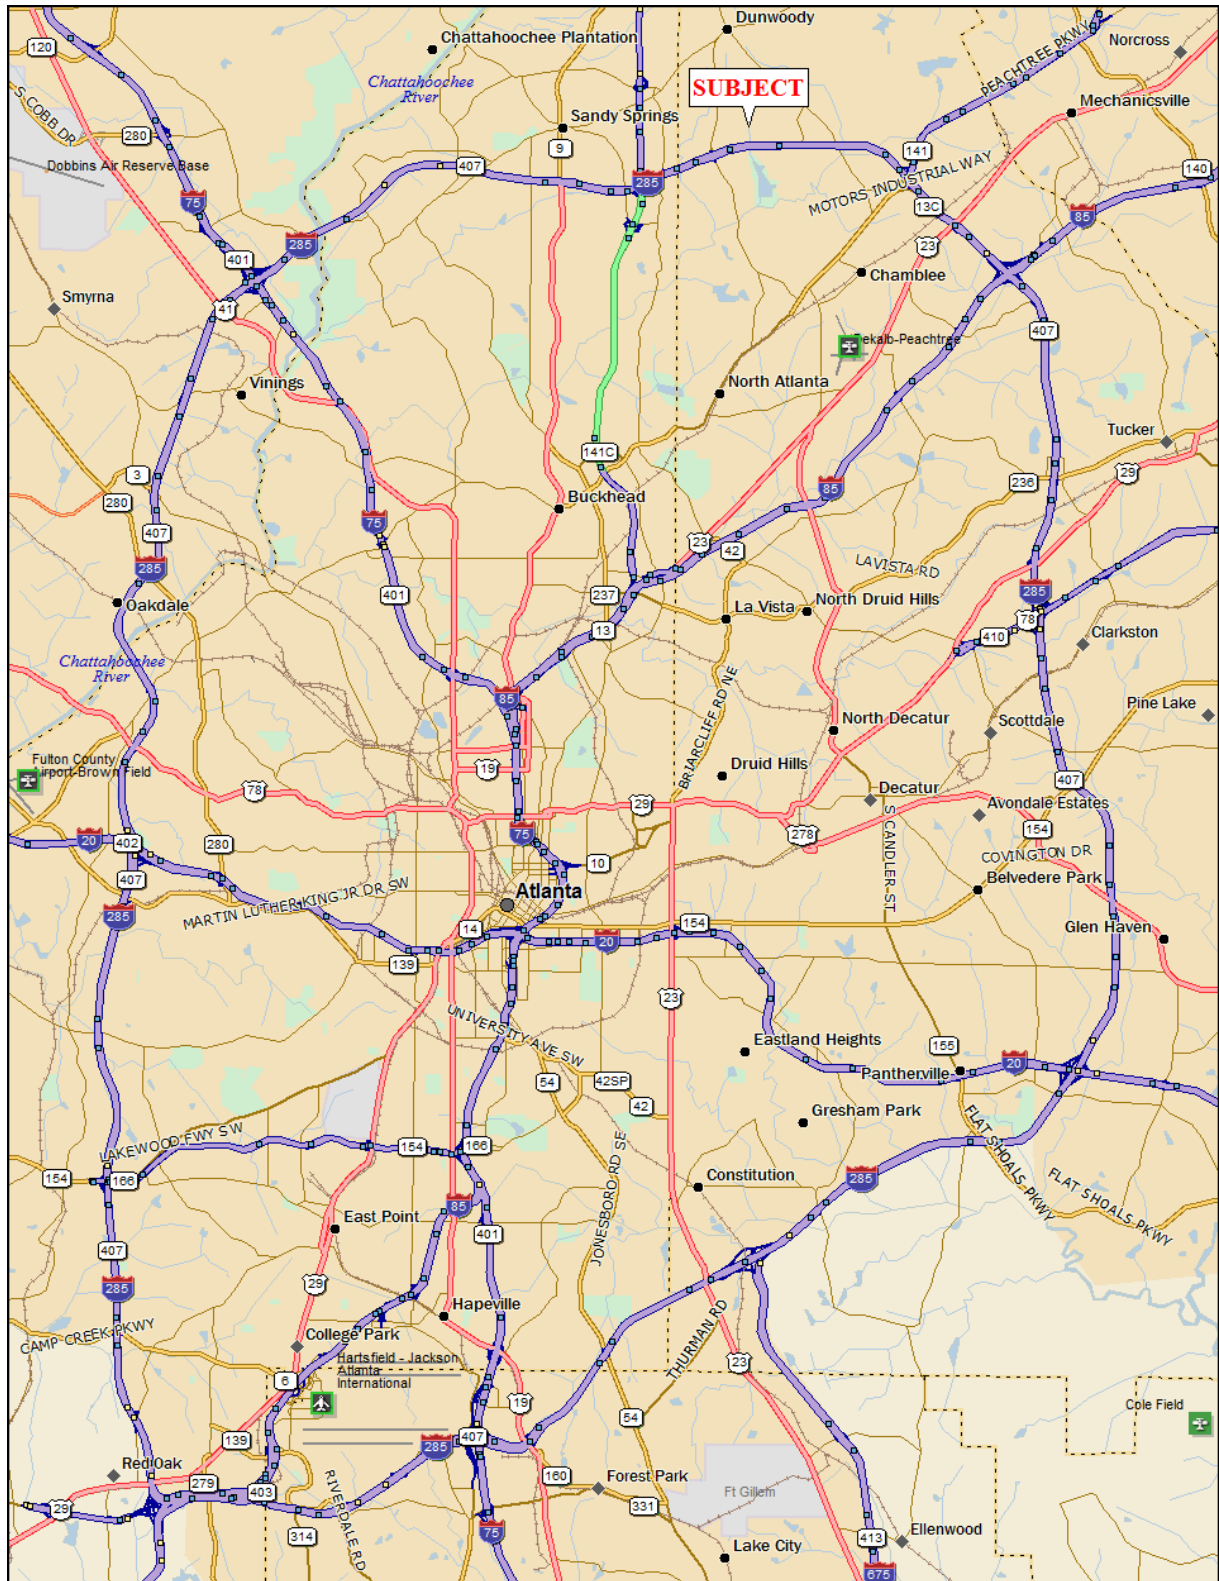 Dunwoody
Chattahoochee Plantation
Norcross
120
PEACHTREE PKWY
Chattahoochee
River
SUBJECT
Mechanicsville
S COBB DR
Sandy Springs
280
9
141
Dobbins Air Reserve Base
407
MOTORS INDUSTRIAL WAY
140
285
75
13C
85
285
23
401
Chamblee
Smyrna
41
407
Dekalb-Peachtree
Vinings
North Atlanta
Tucker
141C
3
236
29
280
85
Buckhead
75
407
23
42
285
LAVISTA RD
401
237
285
Oakdale
La Vista
North Druid Hills
78
13
410
Clarkston
Chattahoochee
River
BRIARCLIFF RD NE
85
Pine Lake
North Decatur
Scottdale
Fulton County
Airport-Brown Field
19
Druid Hills
407
78
Decatur
29
Avondale Estates
S CANDLER ST
20
402
75
278
154
280
10
COVINGTON DR
407
Atlanta
Belvedere Park
MARTIN LUTHER KING JR DR SW
285
14
154
Glen Haven
20
139
23
UNIVERSITY AVE SW
Eastland Heights
155
20
Pantherville
54
42SP
42
Gresham Park
FLAT SHOALS PKWY
LAKEWOOD FWY SW
154
166
JONESBORO RD SE
154
166
Constitution
285
FLAT SHOALS PKWY
85
East Point
401
407
285
29
Hapeville
CAMP CREEK PKWY
College Park
THURMAN RD
Hartsfield - Jackson
Atlanta
International
23
6
19
Cole Field
54
139
407
285
Red Oak
160
Forest Park
279
403
Ft Gillem
29
331
RIVERDALE RD
314
75
413
Ellenwood
Lake City
675